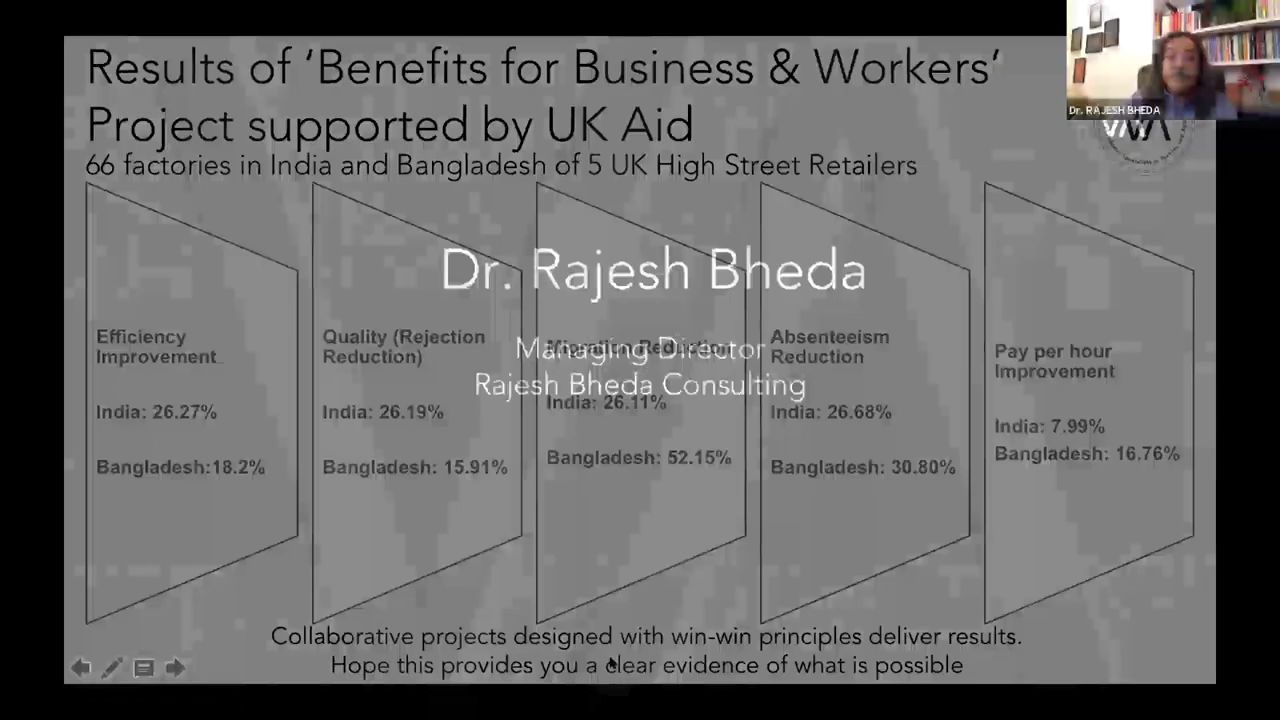 Results of ‘Benefits for Business & Workers’
Project supported by UK Aid
66 factories in India and Bangladesh of 5 UK High Street Retailers
Dr. RAJESH BHEDA
Dr. Rajesh Bheda
Managing Director
Rajesh Bheda Consulting
Efficiency
Improvement
India: 26.27%
Bangladesh:18.2%
Quality (Rejection
Reduction)
India: 26.19%
Bangladesh: 15.91%
Migration Reduction
India: 26.11%
Bangladesh: 52.15%
Absenteeism
Reduction
India: 26.68%
Bangladesh: 30.80%
Pay per hour
Improvement
India: 7.99%
Bangladesh: 16.76%
Collaborative projects designed with win-win principles deliver results.
Hope this provides you a clear evidence of what is possible